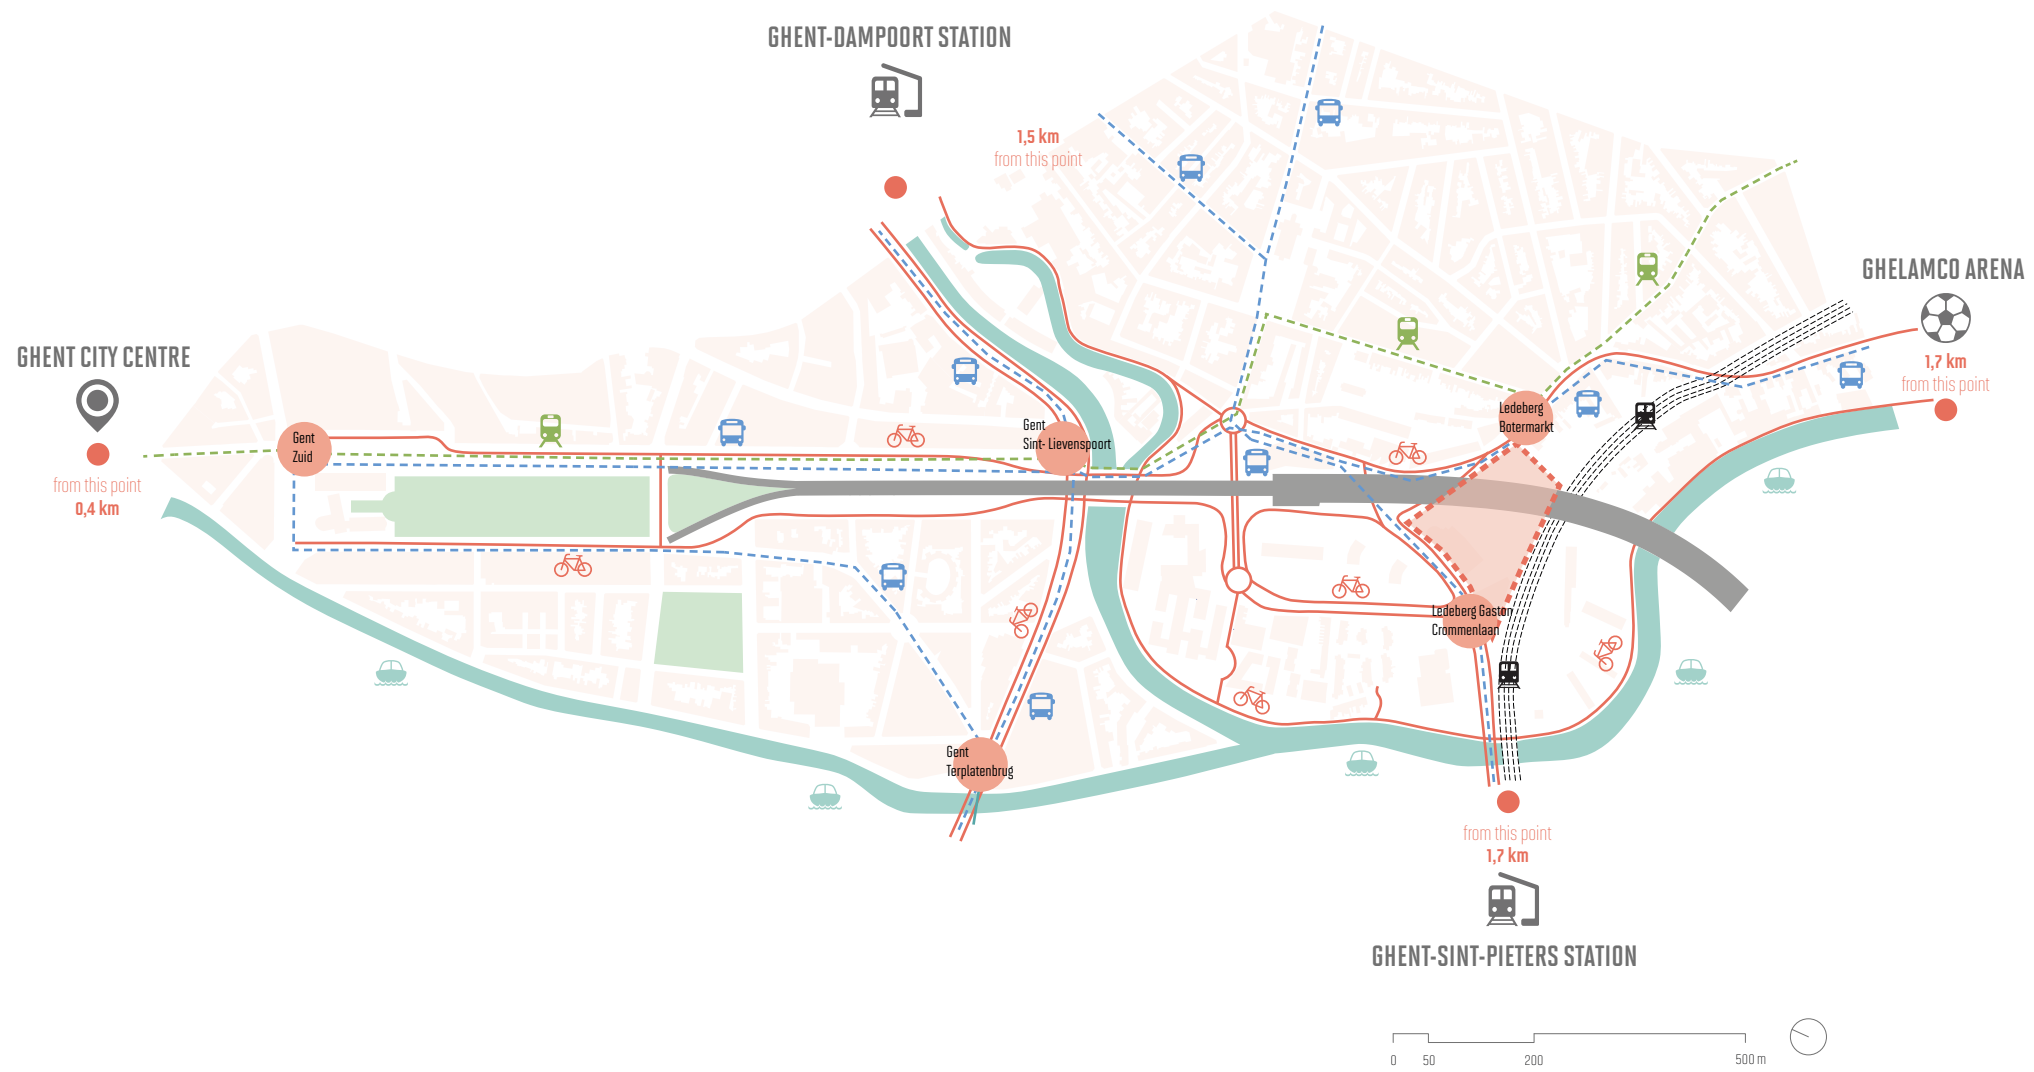 GHENT-DAMPOORT STATION
1,5 km
from this point
GHELAMCO ARENA
1,7 km
from this point
GHENT CITY CENTRE
from this point
0,4 km
Gent
Zuid
Gent
Sint- Lievenspoort
Ledeberg
Botermarkt
Ledeberg Gaston
Crommenlaan
Gent
Terplatenbrug
from this point
1,7 km
GHENT-SINT-PIETERS STATION
0 50 200 500 m